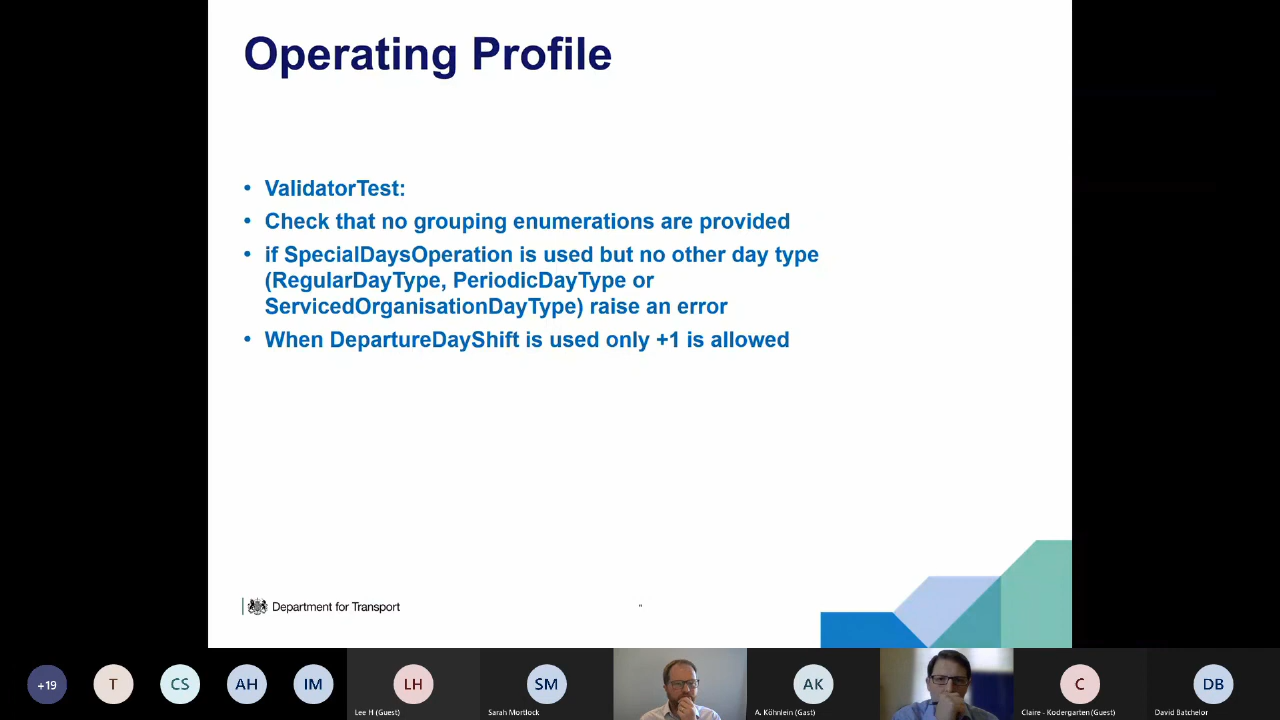 Operating Profile
• ValidatorTest:
• Check that no grouping enumerations are provided
• if SpecialDaysOperation is used but no other day type
(RegularDayType, PeriodicDayType or
ServicedOrganisationDayType) raise an error
• When DepartureDayShift is used only +1 is allowed
Department for Transport
+19
T
CS
AH
IM
LH
SM
AK
C
DB
Lee H (Guest)
Sarah Mortlock
A. Köhnlein (Gast)
Claire - Kodergarten(Guest)
David Batchelor